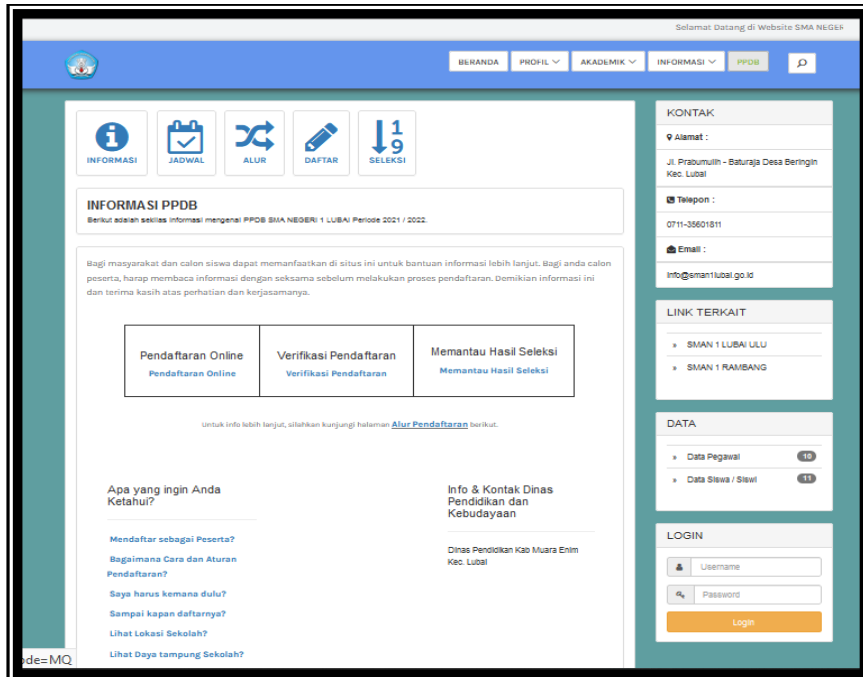 Selamat Datang di Website SMA NEGER
BERANDA PROFIL AKADEMIK INFORMASI PPDB
INFORMASI JADWAL ALUR DAFTAR 1 9 SELEKSI
INFORMASI PPDB
Berikut adalah sekilas informasi mengenai PPDB SMA NEGERI 1 LUBAI Periode 2021 / 2022.
Bagi masyarakat dan calon siswa dapat memanfaatkan di situs ini untuk bantuan informasi lebih lanjut. Bagi anda calon
peserta, harap membaca informasi dengan seksama sebelum melakukan proses pendaftaran. Demikian informasi ini
dan terima kasih atas perhatian dan kerjasamanya.
Pendaftaran Online
Pendaftaran Online
Verifikasi Pendaftaran
Verifikasi Pendaftaran
Memantau Hasil Seleksi
Memantau Hasil Seleksi
Untuk info lebih lanjut, silahkan kunjungi halaman Alur Pendaftaran berikut.
Apa yang ingin Anda
Ketahui?
Mendaftar sebagai Peserta?
Bagaimana Cara dan Aturan
Pendaftaran?
Saya harus kemana dulu?
Sampai kapan daftarnya?
Lihat Lokasi Sekolah?
Lihat Daya tampung Sekolah?
Info & Kontak Dinas
Pendidikan dan
Kebudayaan
Dinas Pendidikan Kab Muara Enim
Kec. Lubai
KONTAK
Alamat :
Jl. Prabumulih - Baturaja Desa Beringin
Kec. Lubai
Telepon :
0711-35601811
Email :
info@sman1lubai.go.id
LINK TERKAIT
» SMAN 1 LUBAI ULU
» SMAN 1 RAMBANG
DATA
» Data Pegawai 10
» Data Siswa / Siswi 11
LOGIN
Username
Password
Login
ode=MQ